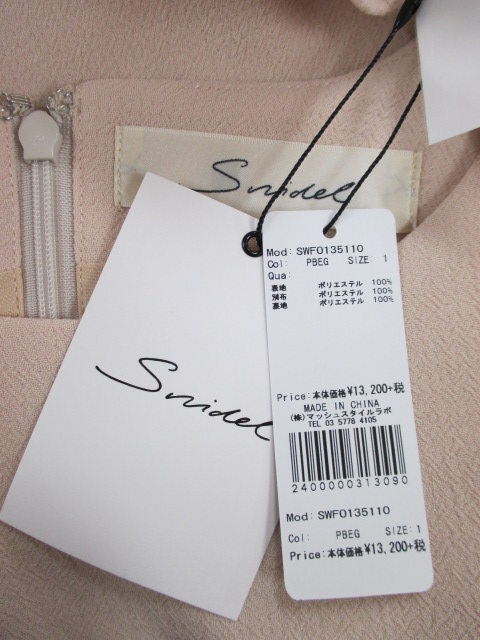 Snidel
Snidel
Mod: SWF0135110
Col: PBEG SIZE: 1
Qua:
表地 ポリエステル 100%
別布 ポリエステル 100%
裏地 ポリエステル 100%
Price: 本体価格¥13,200+税
MADE IN CHINA
(株)マッシュスタイルラボ
TEL 03 5778 4105
2400000313090
Mod: SWF0135110
Col: PBEG SIZE: 1
Price: 本体価格¥13,200+税